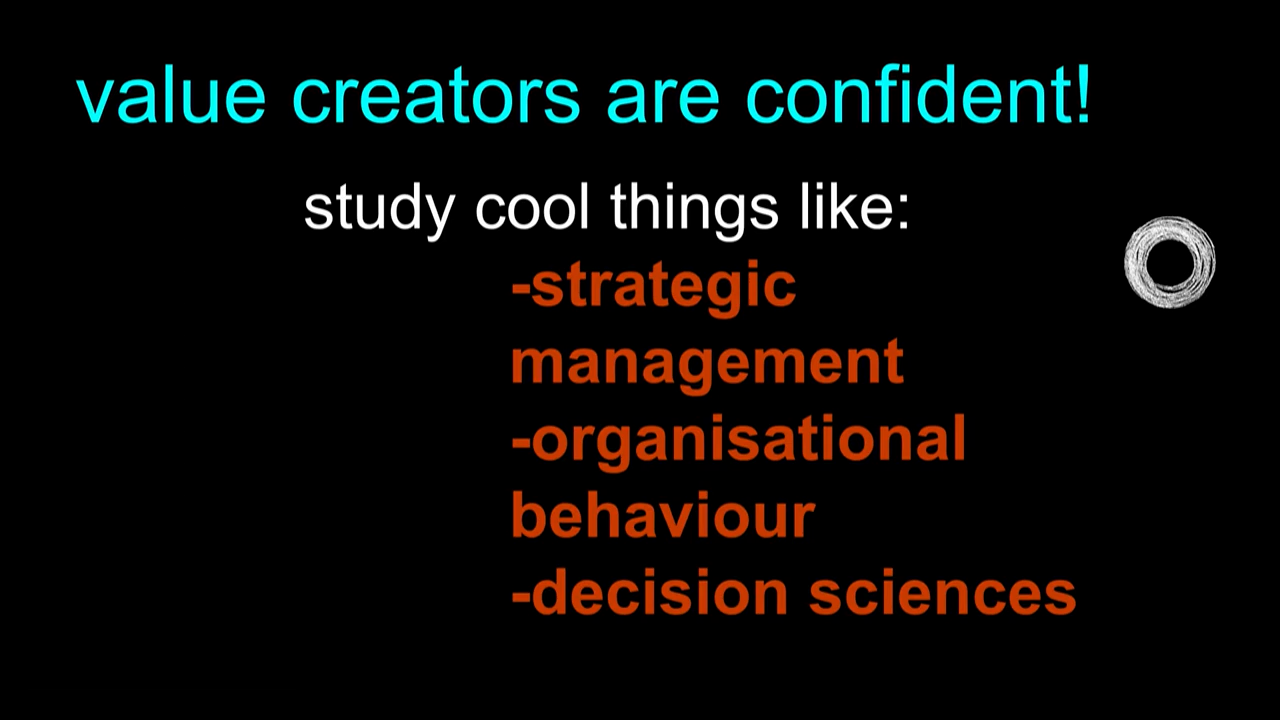 value creators are confident!
study cool things like:
-strategic
management
-organisational
behaviour
-decision sciences